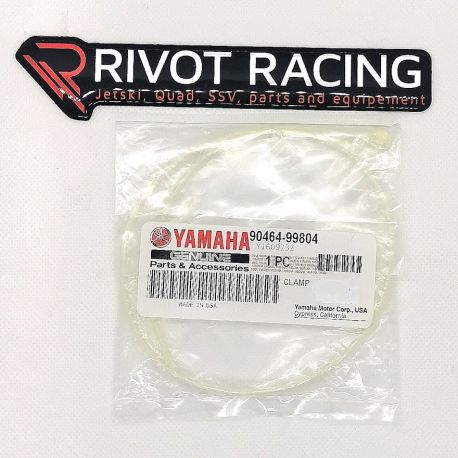 RIVOT RACING
Jetski, Quad, SSV, parts and equipement
YAMAHA
90464-99804
GENUINE
1 PC
Parts & Accessories
CLAMP
MADE IN USA
Yamaha Motor Corp., USA
Cypress, California